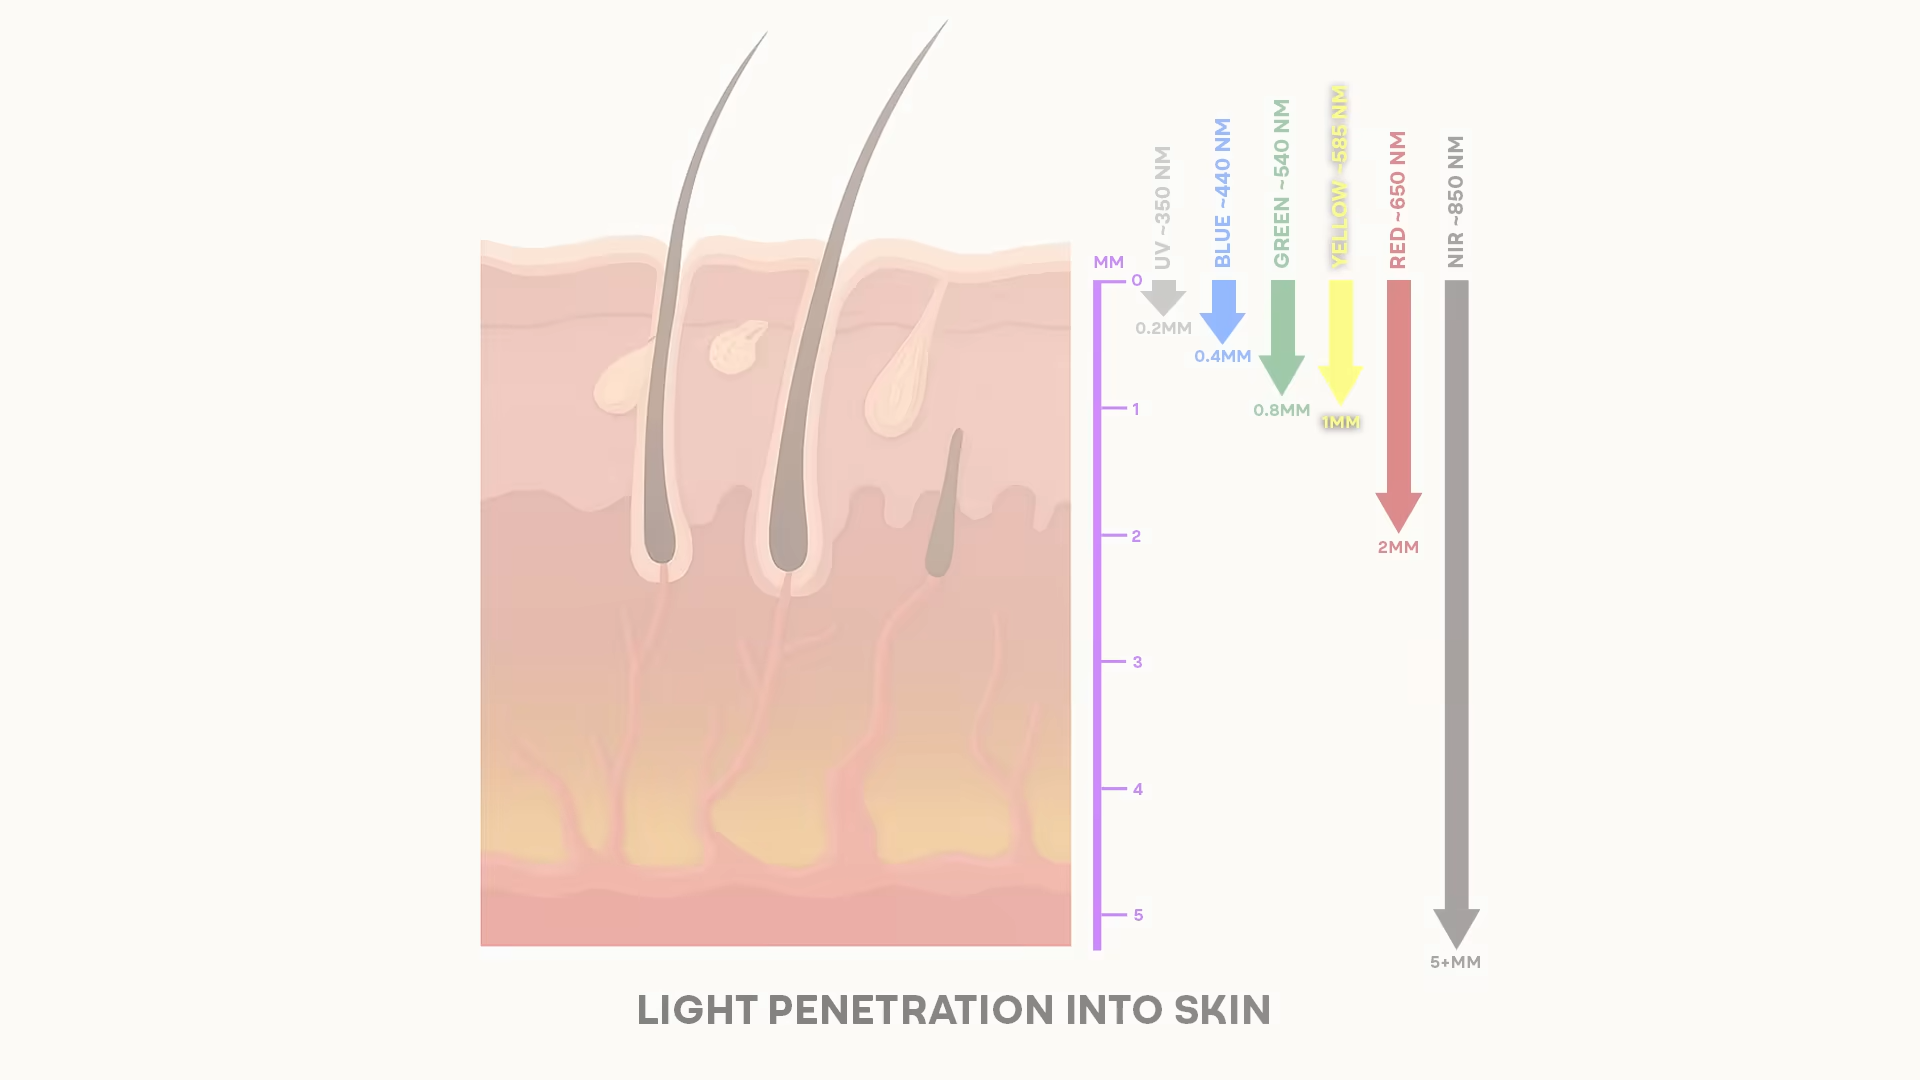 UV ~350 NM
BLUE ~440 NM
GREEN ~540 NM
YELLOW ~585 NM
RED ~650 NM
NIR ~850 NM
MM
0
1
2
3
4
5
0.2MM
0.4MM
0.8MM
1MM
2MM
5+MM
LIGHT PENETRATION INTO SKIN